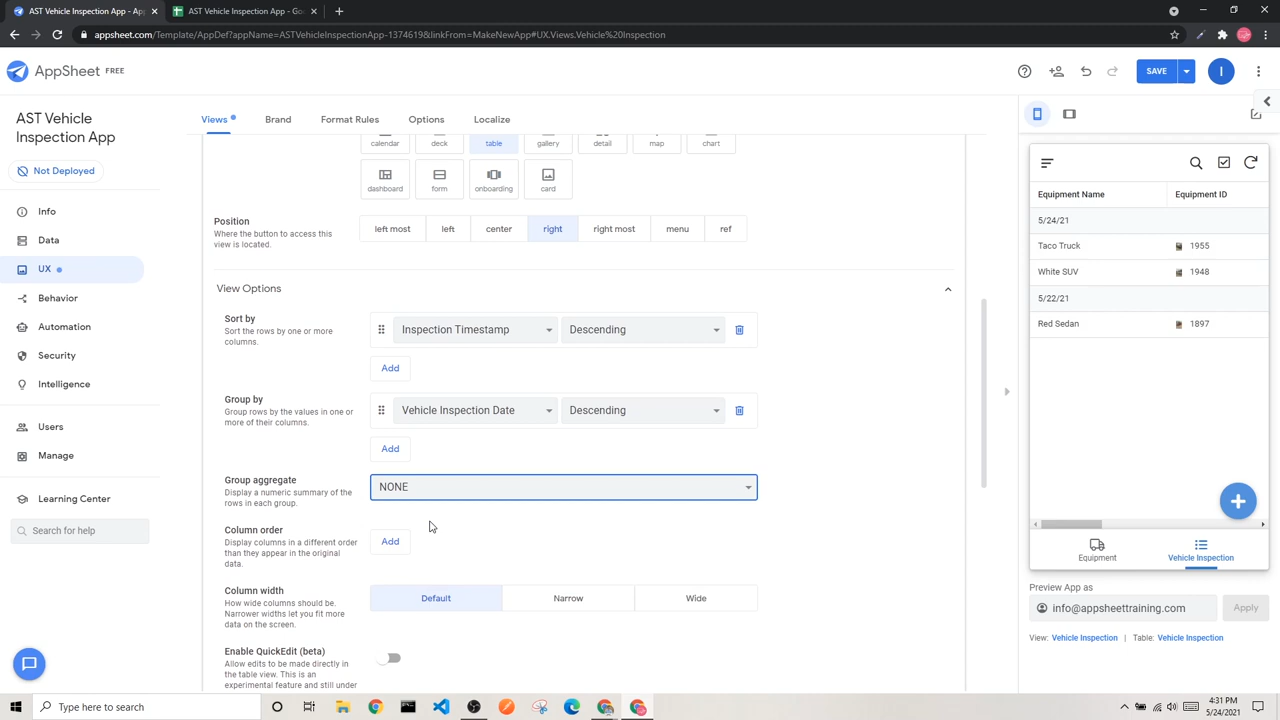 AST Vehicle Inspection App - App
AST Vehicle Inspection App - Go
appsheet.com/Template/AppDef?appName=ASTVehicleInspectionApp-1374619&linkFrom=MakeNewApp#UX.Views.Vehicle%20Inspection
AppSheet FREE
SAVE
I
AST Vehicle
Inspection App
Not Deployed
Info
Data
UX
Behavior
Automation
Security
Intelligence
Users
Manage
Learning Center
Search for help
Views
Brand
Format Rules
Options
Localize
calendar
deck
table
gallery
detail
map
chart
dashboard
form
onboarding
card
Position
Where the button to access this
view is located.
left most
left
center
right
right most
menu
ref
View Options
Sort by
Sort the rows by one or more
columns.
Inspection Timestamp
Descending
Add
Group by
Group rows by the values in one or
more of their columns.
Vehicle Inspection Date
Descending
Add
Group aggregate
Display a numeric summary of the
rows in each group.
NONE
Column order
Display columns in a different order
than they appear in the original
data.
Add
Column width
How wide columns should be.
Narrower widths let you fit more
data on the screen.
Default
Narrow
Wide
Enable QuickEdit (beta)
Allow edits to be made directly in
the table view. This is an
experimental feature and still under
Equipment Name
Equipment ID
5/24/21
Taco Truck
1955
White SUV
1948
5/22/21
Red Sedan
1897
Equipment
Vehicle Inspection
Preview App as
info@appsheettraining.com
Apply
View: Vehicle Inspection | Table: Vehicle Inspection
Type here to search
4:31 PM
5/24/2021